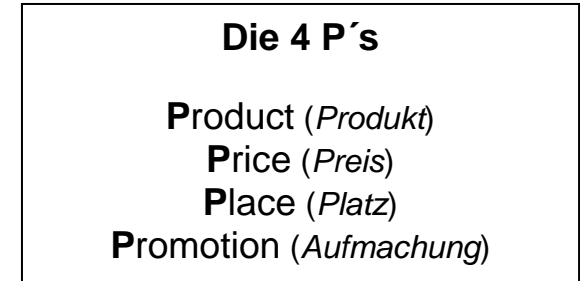 Die 4 P´s
Product (Produkt)
Price (Preis)
Place (Platz)
Promotion (Aufmachung)